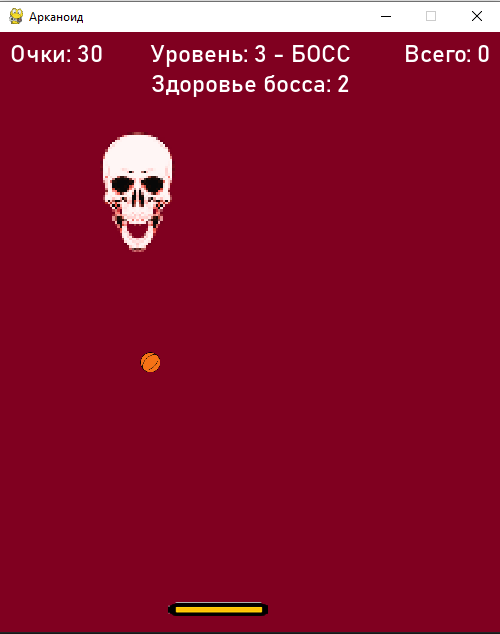 Арканоид
Очки: 30 Уровень: 3 - БОСС Всего: 0
Здоровье босса: 2